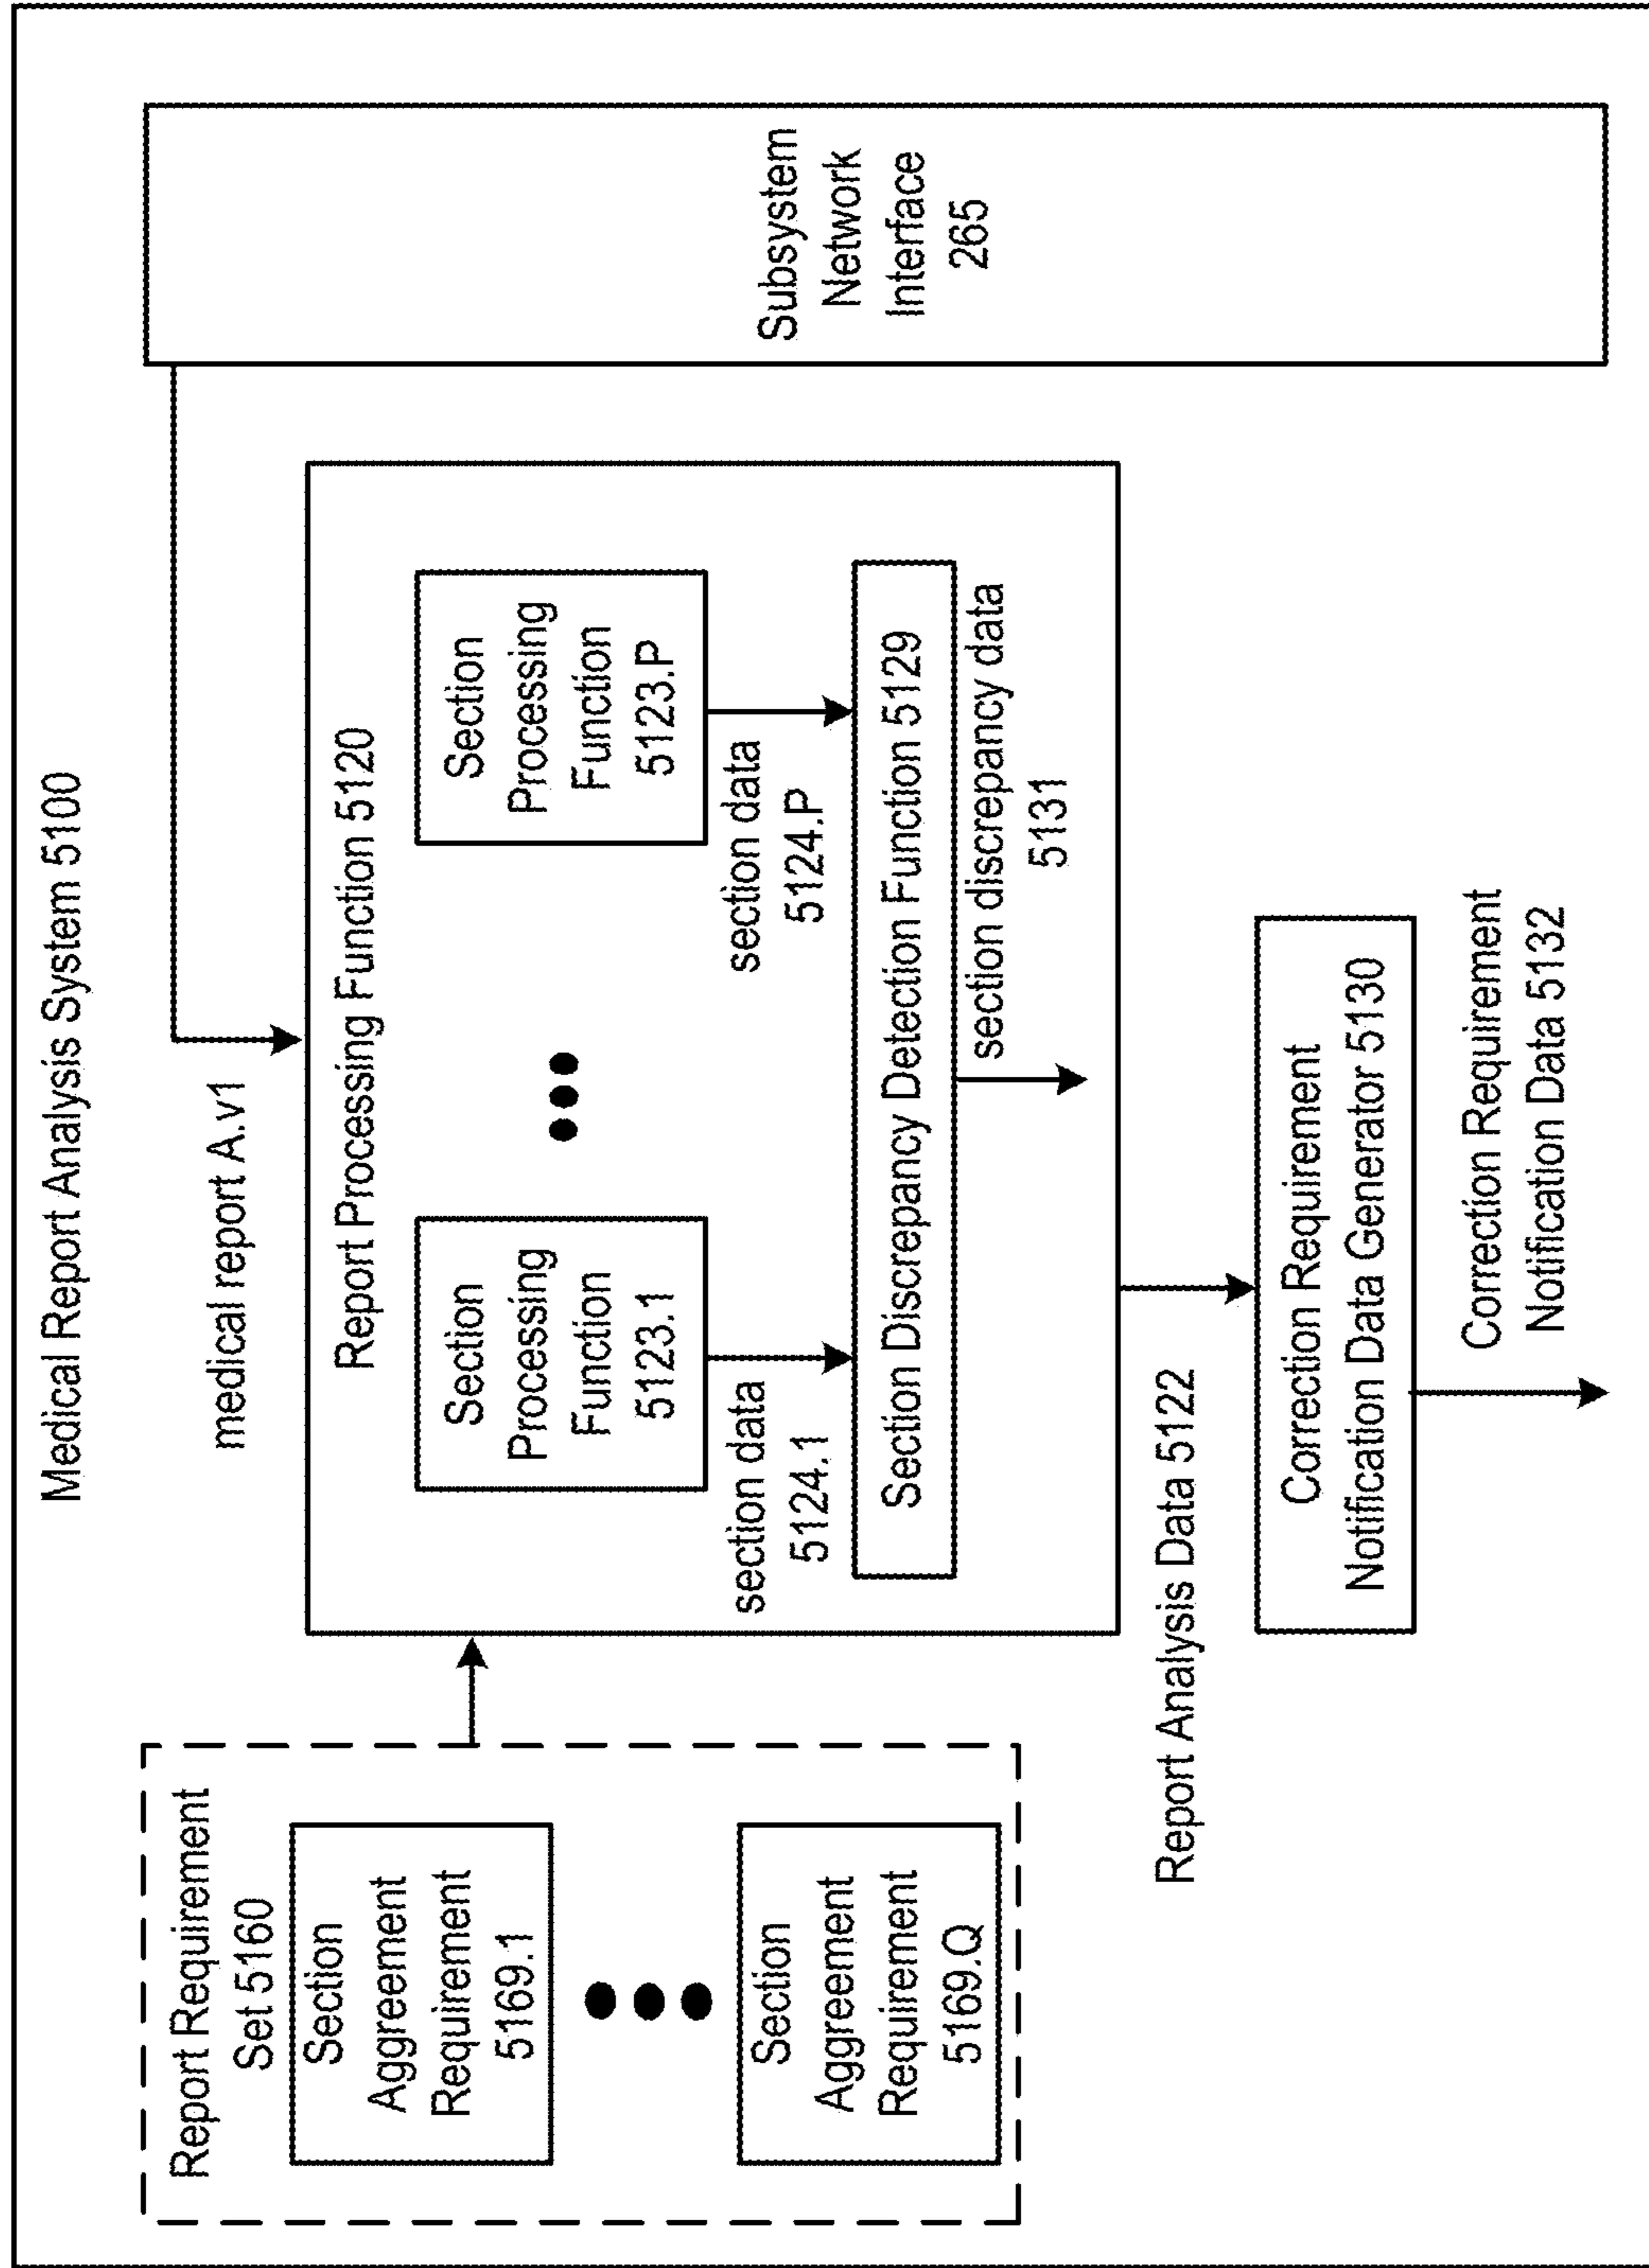 Medical Report Analysis System 5100
Report Requirement
Set 5160
Section
Aggreement
Requirement
5169.1
Section
Aggreement
Requirement
5169.Q
medical report A.v1
Report Processing Function 5120
Section
Processing
Function
5123.1
Section
Processing
Function
5123.P
section data
5124.1
section data
5124.P
Section Discrepancy Detection Function 5129
section discrepancy data
5131
Report Analysis Data 5122
Correction Requirement
Notification Data Generator 5130
Correction Requirement
Notification Data 5132
Subsystem
Network
Interface
265